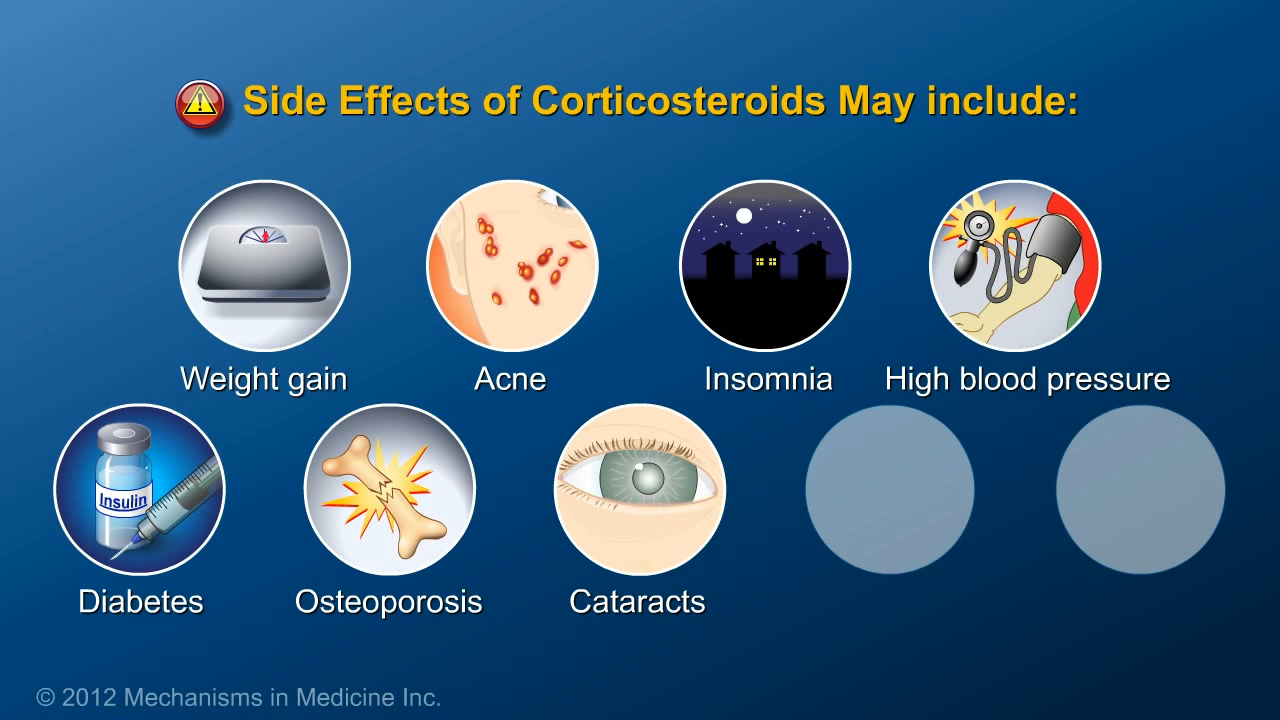 Side Effects of Corticosteroids May include:
Weight gain
Acne
Insomnia
High blood pressure
Insulin
Diabetes
Osteoporosis
Cataracts
© 2012 Mechanisms in Medicine Inc.